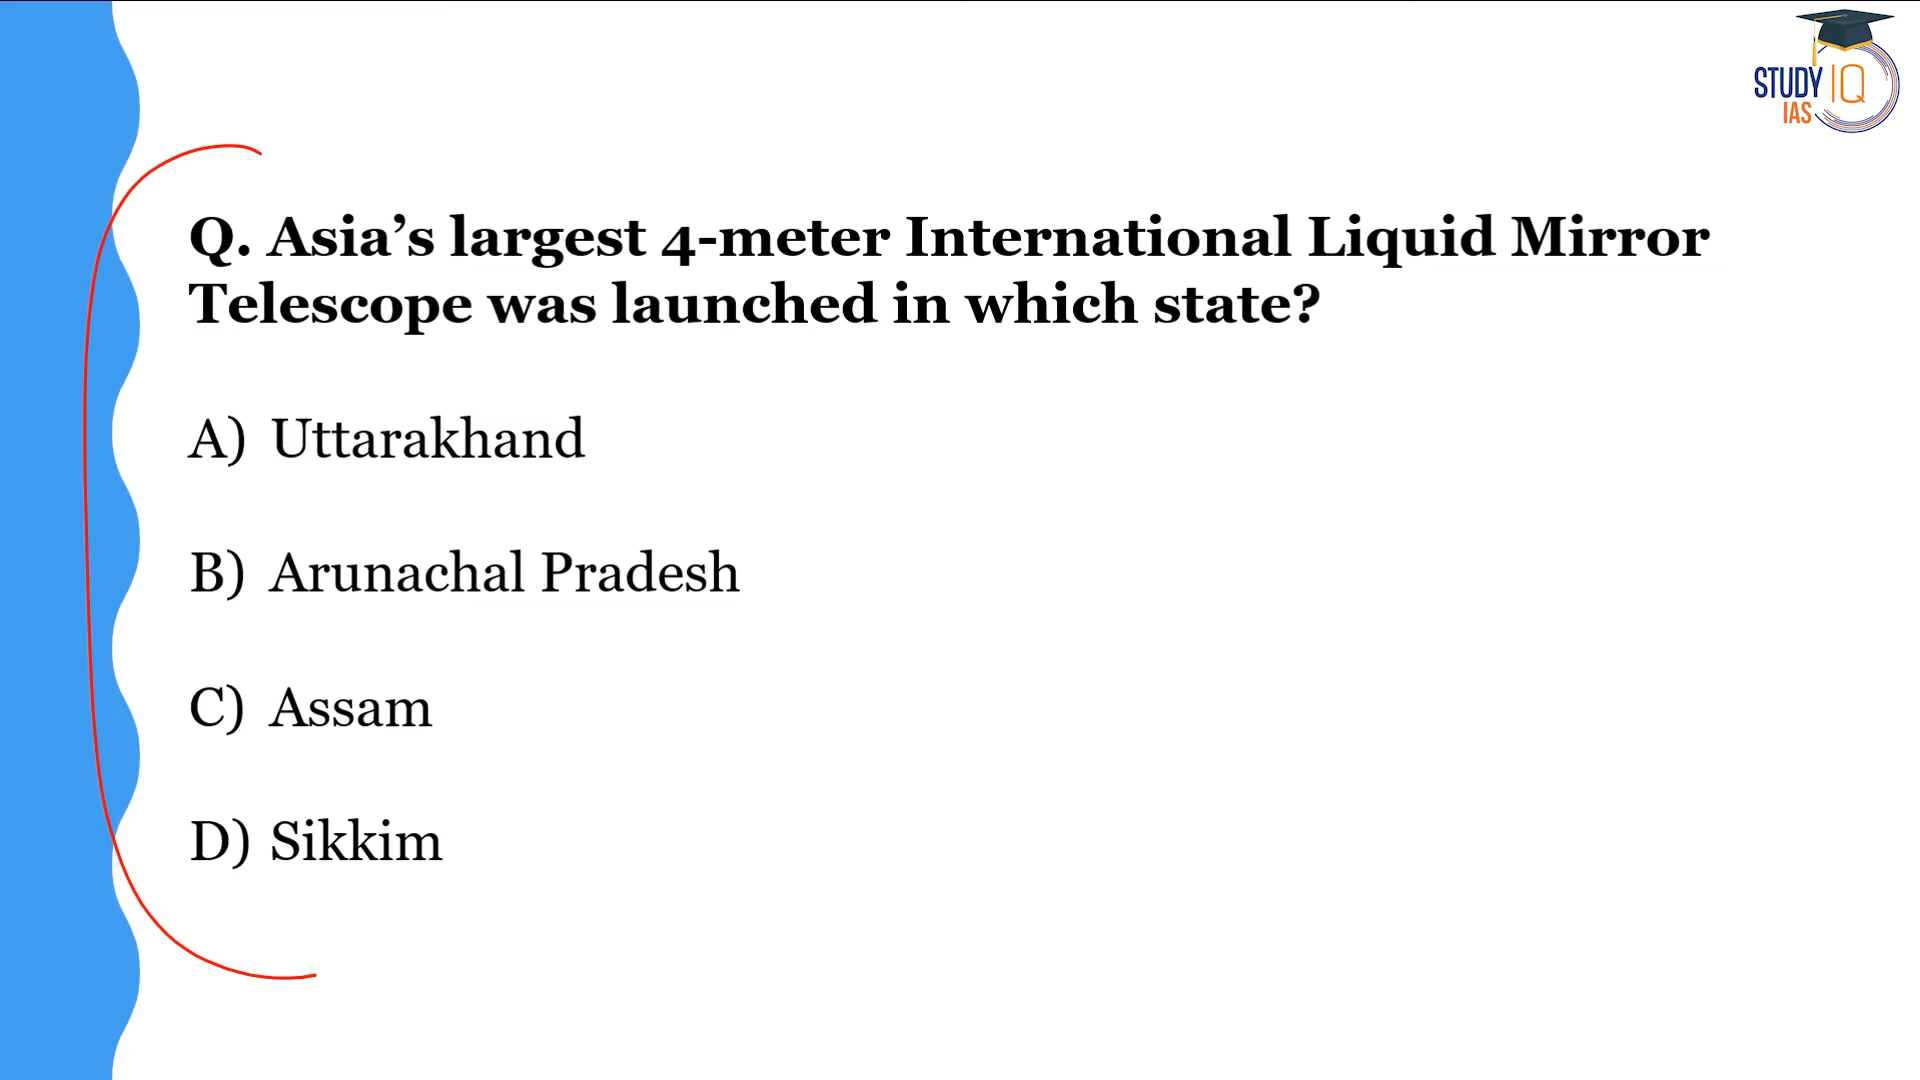 STUDY IQ
IAS
Q. Asia’s largest 4-meter International Liquid Mirror
Telescope was launched in which state?
A) Uttarakhand
B) Arunachal Pradesh
C) Assam
D) Sikkim